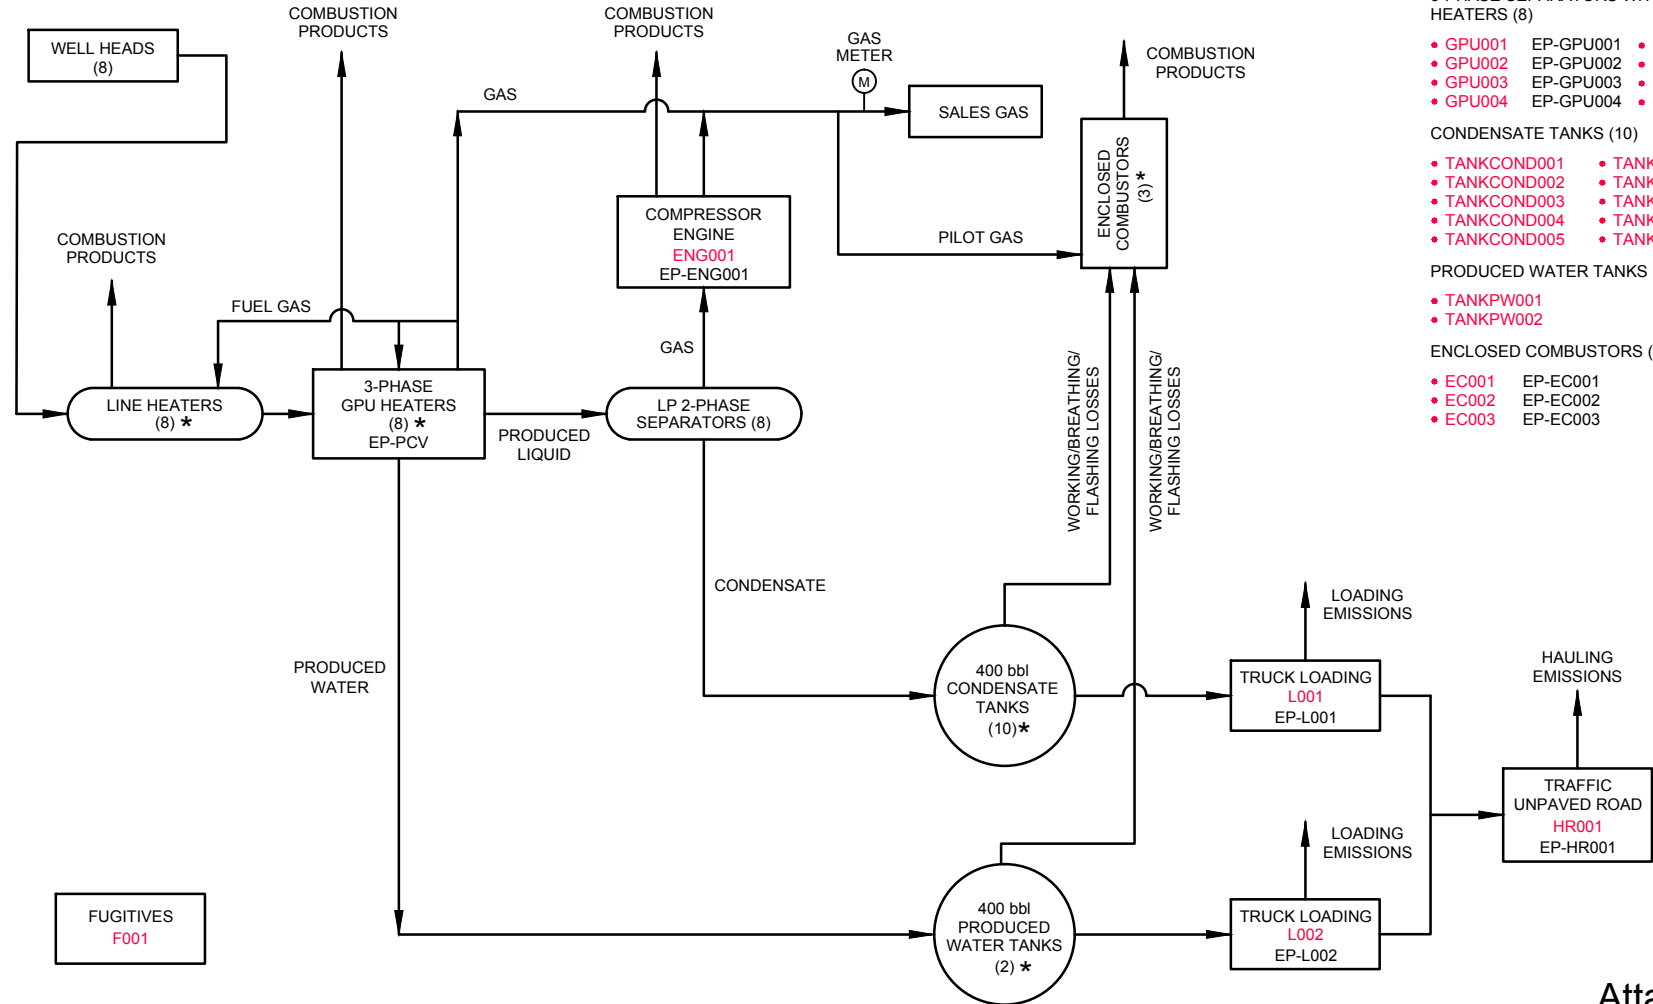 COMBUSTION
PRODUCTS
COMBUSTION
PRODUCTS
WELL HEADS
(8)
GAS
METER
M
COMBUSTION
PRODUCTS
GAS
SALES GAS
ENCLOSED
COMBUSTORS
(3) *
COMPRESSOR
ENGINE
ENG001
EP-ENG001
PILOT GAS
COMBUSTION
PRODUCTS
FUEL GAS
GAS
LINE HEATERS
(8) *
3-PHASE
GPU HEATERS
(8) *
EP-PCV
PRODUCED
LIQUID
LP 2-PHASE
SEPARATORS (8)
WORKING/BREATHING/
FLASHING LOSSES
WORKING/BREATHING/
FLASHING LOSSES
CONDENSATE
PRODUCED
WATER
400 bbl
CONDENSATE
TANKS
(10)*
LOADING
EMISSIONS
TRUCK LOADING
L001
EP-L001
HAULING
EMISSIONS
TRAFFIC
UNPAVED ROAD
HR001
EP-HR001
LOADING
EMISSIONS
400 bbl
PRODUCED
WATER TANKS
(2) *
TRUCK LOADING
L002
EP-L002
FUGITIVES
F001
HEATERS (8)
• GPU001 EP-GPU001 •
• GPU002 EP-GPU002 •
• GPU003 EP-GPU003 •
• GPU004 EP-GPU004 •
CONDENSATE TANKS (10)
• TANKCOND001 • TANK
• TANKCOND002 • TANK
• TANKCOND003 • TANK
• TANKCOND004 • TANK
• TANKCOND005 • TANK
PRODUCED WATER TANKS
• TANKPW001
• TANKPW002
ENCLOSED COMBUSTORS (
• EC001 EP-EC001
• EC002 EP-EC002
• EC003 EP-EC003
Atta